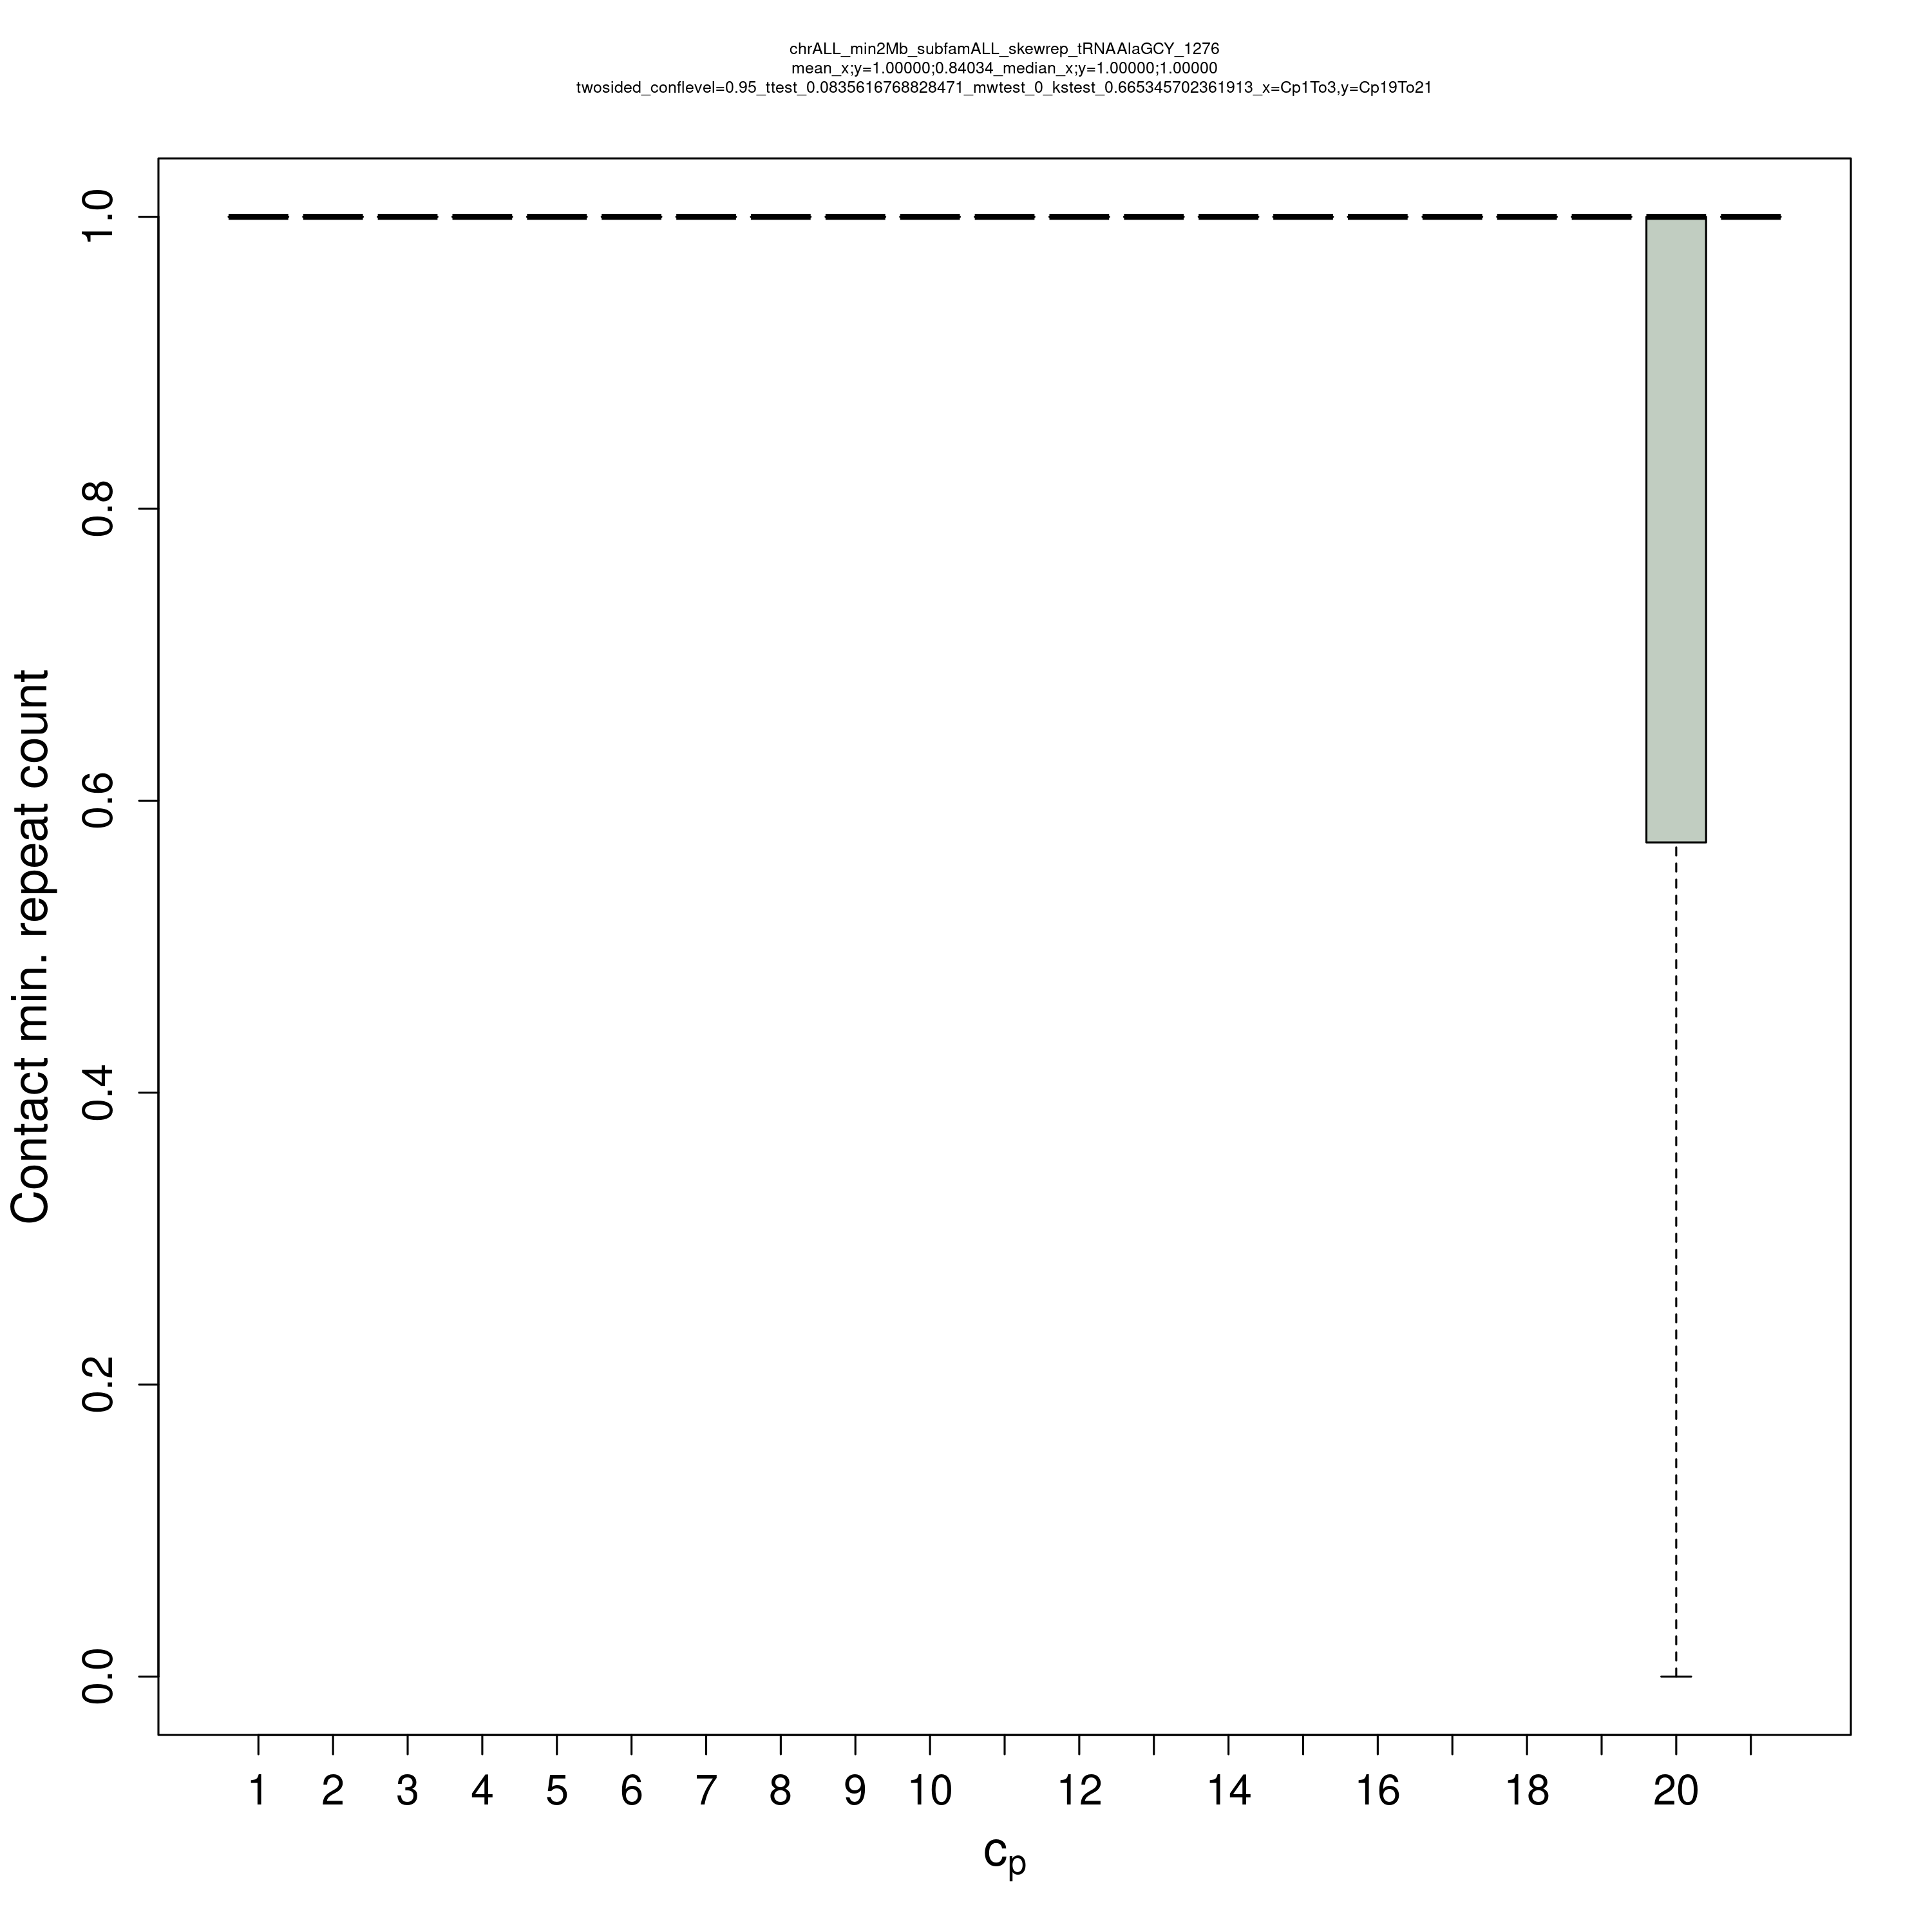 chrALL_min2Mb_subfamALL_skewrep_tRNAAlaGCY_1276
mean_x;y=1.00000;0.84034_median_x;y=1.00000;1.00000
twosided_conflevel=0.95_ttest_0.0835616768828471_mwtest_0_kstest_0.665345702361913_x=Cp1To3,y=Cp19To21
1.0
0.8
0.6
0.4
0.2
0.0
Contact min. repeat count
1 2 3 4 5 6 7 8 9 10 12 14 16 18 20
cp